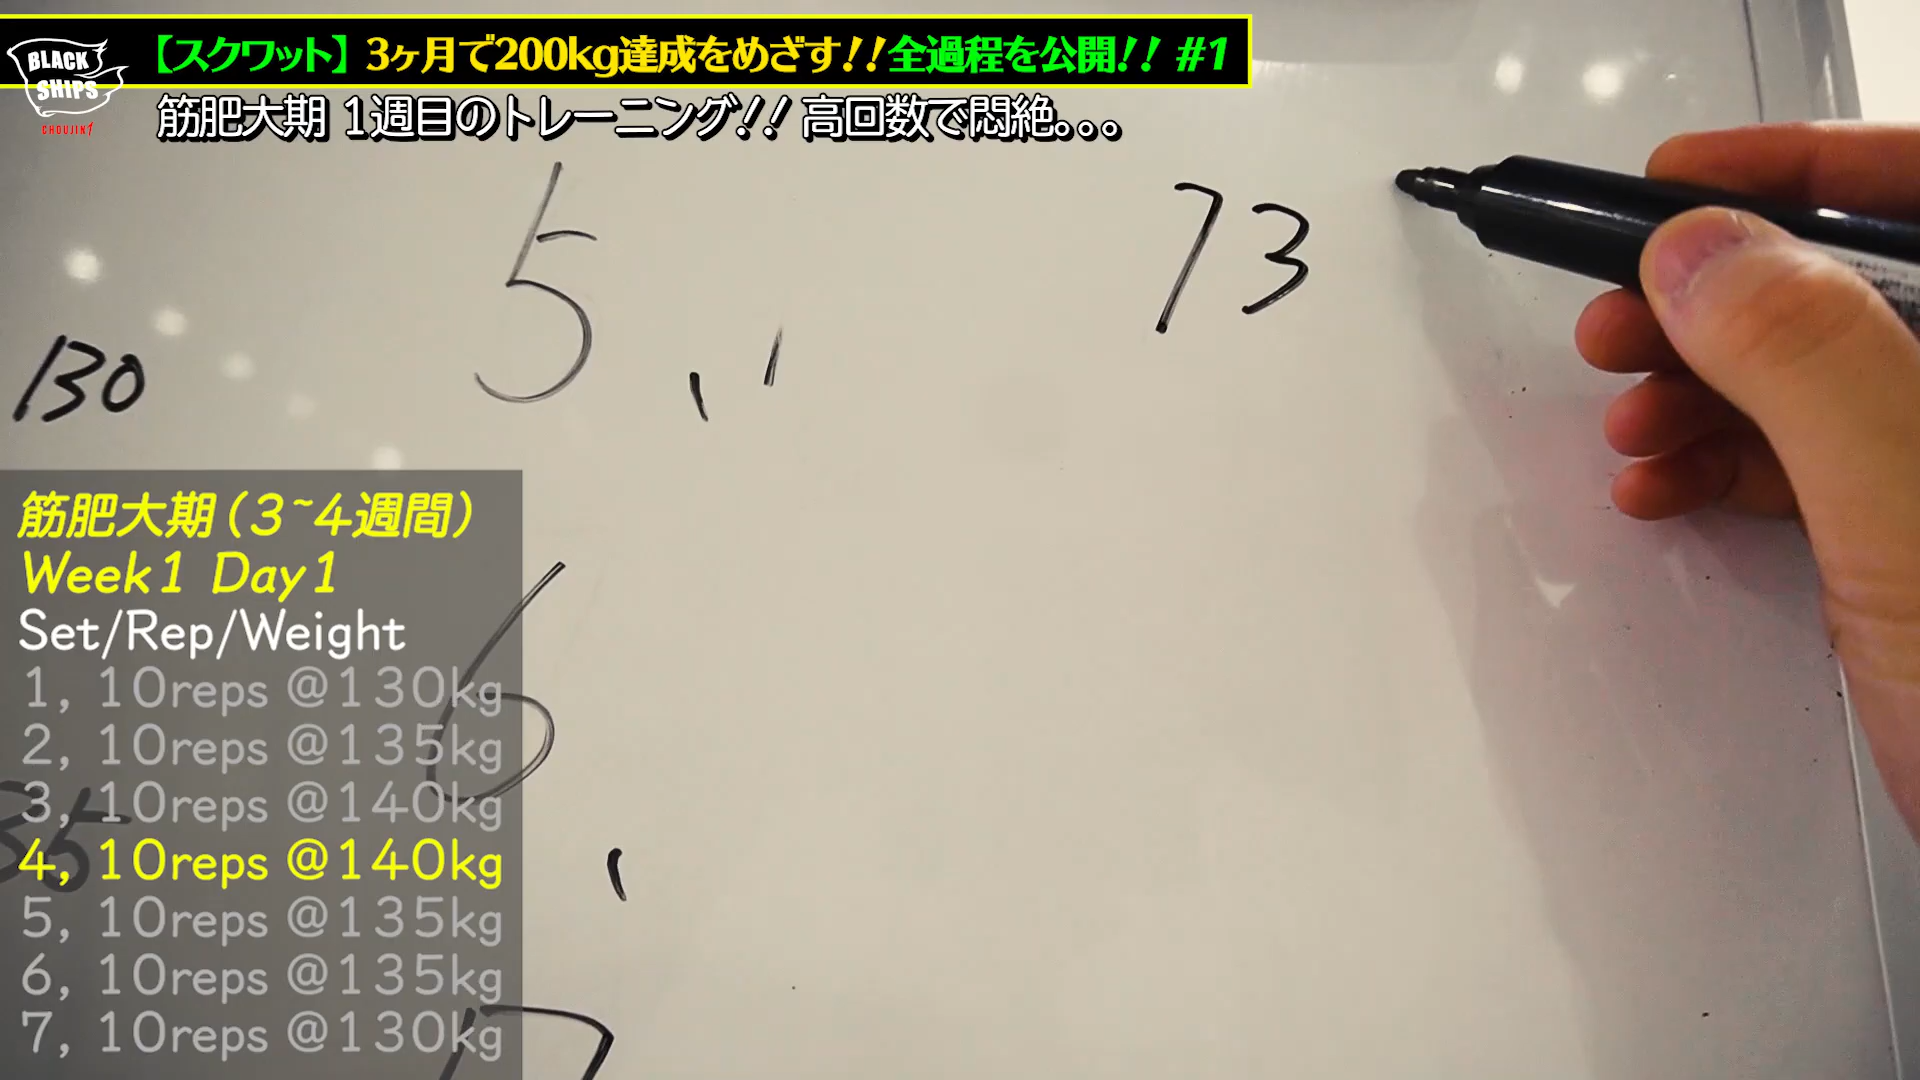 BLACK SHIPS
CHOUJIN
【スクワット】3ヶ月で200kg達成をめざす!!全過程を公開!! #1
筋肥大期 1週目のトレーニング!! 高回数で悶絶。。。
5,'
73
130
筋肥大期(3~4週間)
Week1 Day1
Set/Rep/Weight
1, 10reps @130kg
2, 10reps @135kg
3, 10reps @140kg
4, 10reps @140kg
5, 10reps @135kg
6, 10reps @135kg
7, 10reps @130kg
6,
35